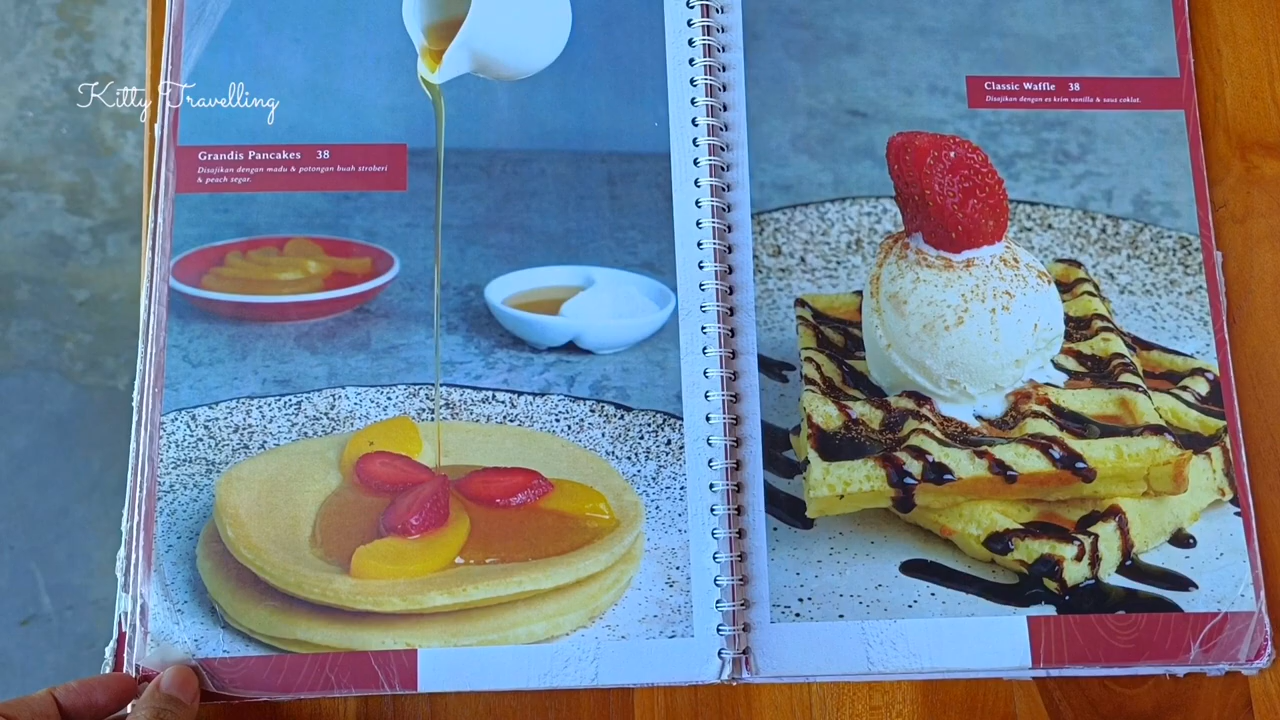 Kitty Travelling
Grandis Pancakes 38
Disajikan dengan madu & potongan buah stroberi
& peach segar.
Classic Waffle 38
Disajikan dengan es krim vanilla & saus coklat.